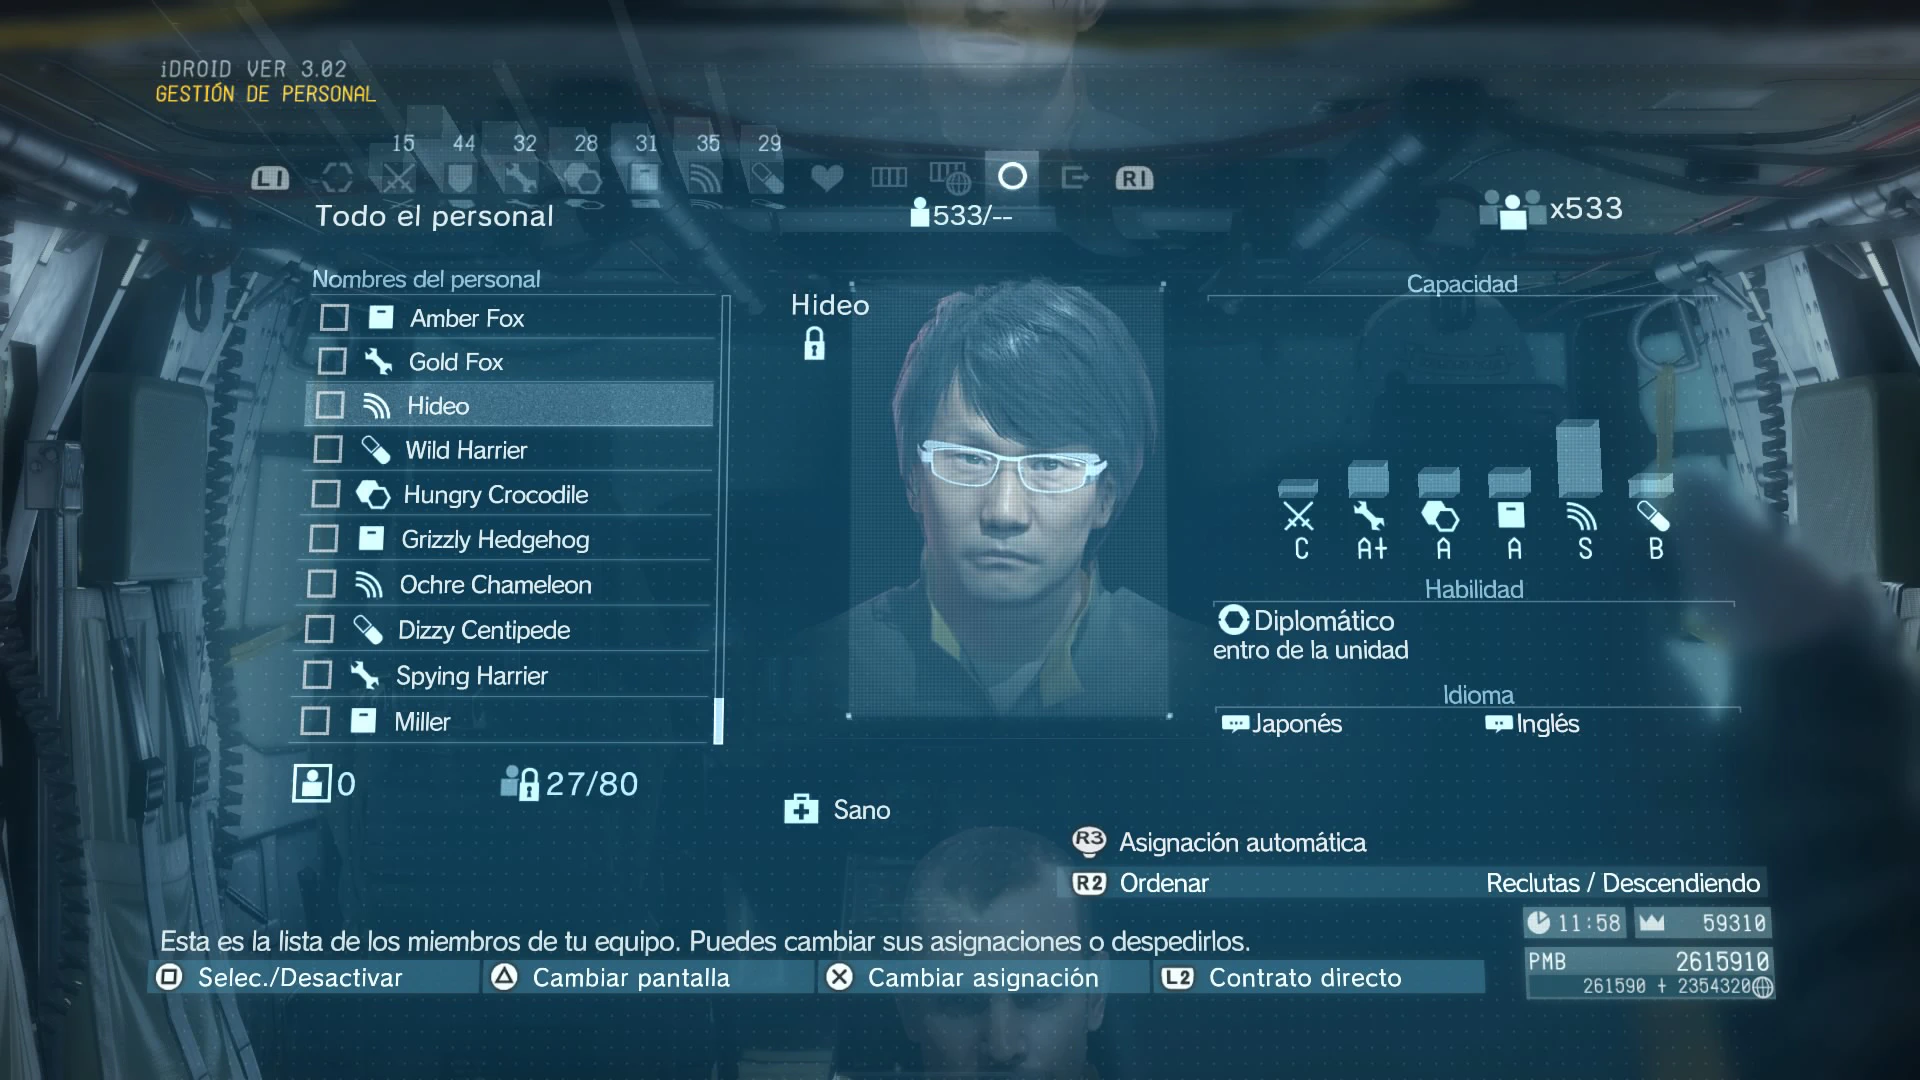 iDROID VER 3.02
GESTIÓN DE PERSONAL
15 44 32 28 31 35 29
L1 R1
Todo el personal
533/--
x533
Nombres del personal
Amber Fox
Gold Fox
Hideo
Wild Harrier
Hungry Crocodile
Grizzly Hedgehog
Ochre Chameleon
Dizzy Centipede
Spying Harrier
Miller
0
27/80
Hideo
Sano
Capacidad
C A+ A A S B
Habilidad
Diplomático
entro de la unidad
Idioma
Japonés Inglés
R3 Asignación automática
R2 Ordenar Reclutas / Descendiendo
11:58 59310
PMB 2615910
261590 + 2354320
Esta es la lista de los miembros de tu equipo. Puedes cambiar sus asignaciones o despedirlos.
Selec./Desactivar Cambiar pantalla Cambiar asignación L2 Contrato directo